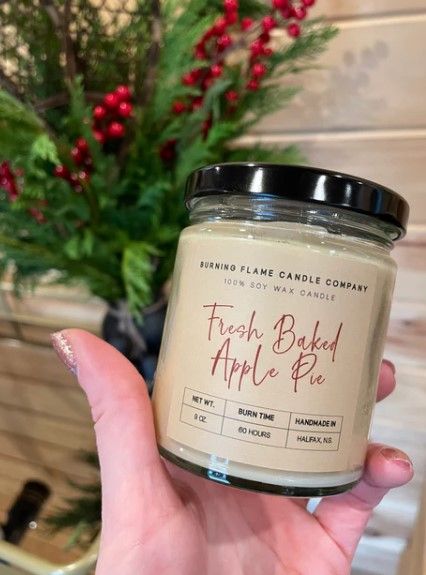 BURNING FLAME CANDLE COMPANY
100% SOY WAX CANDLE
Fresh Baked
Apple Pie
NET WT. BURN TIME HANDMADE IN
9 OZ. 60 HOURS HALIFAX, N.S.